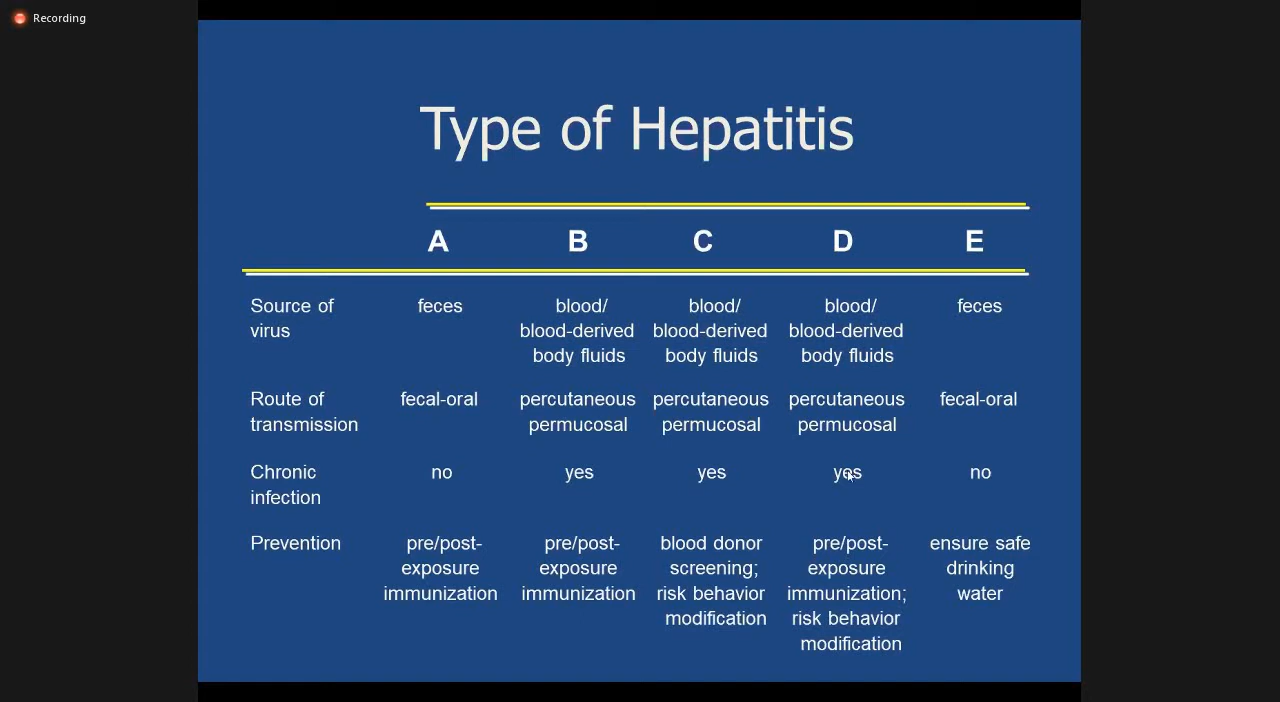 Recording
Type of Hepatitis
A B C D E
Source of virus
feces
blood/
blood-derived
body fluids
blood/
blood-derived
body fluids
blood/
blood-derived
body fluids
feces
Route of
transmission
fecal-oral
percutaneous
permucosal
percutaneous
permucosal
percutaneous
permucosal
fecal-oral
Chronic
infection
no
yes
yes
yes
no
Prevention
pre/post-
exposure
immunization
pre/post-
exposure
immunization
blood donor
screening;
risk behavior
modification
pre/post-
exposure
immunization;
risk behavior
modification
ensure safe
drinking
water